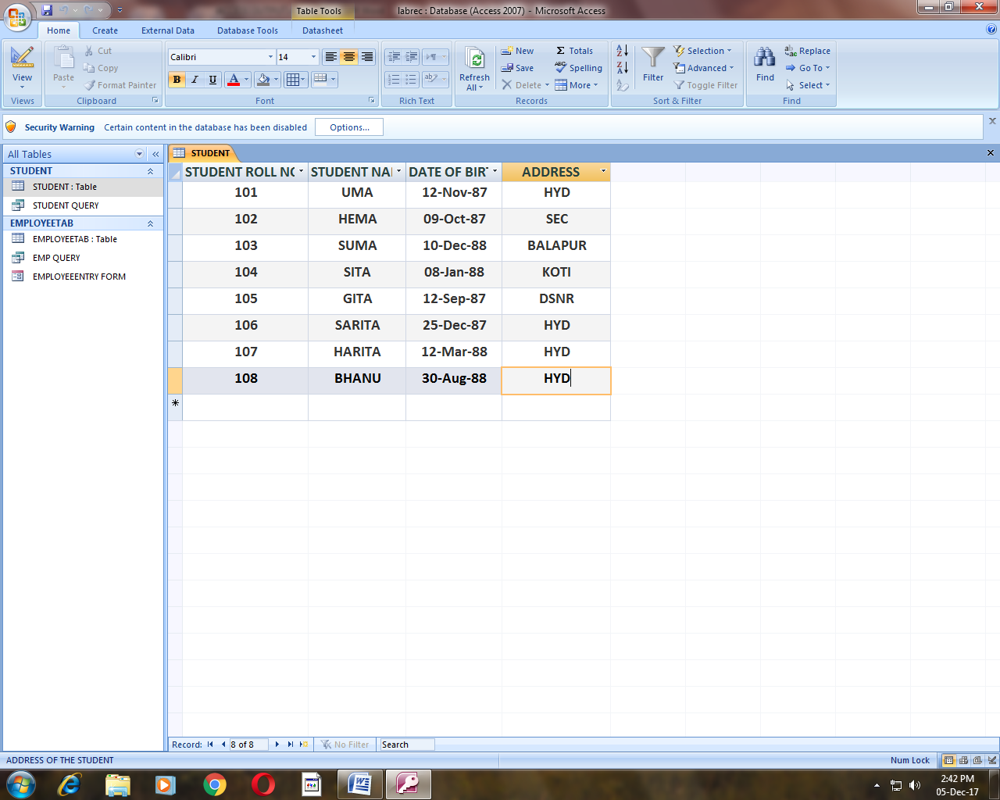 Table Tools
labrec : Database (Access 2007) - Microsoft Access
Home Create External Data Database Tools Datasheet
View
Views
Paste
Cut
Copy
Format Painter
Clipboard
Calibri 14
B I U A
Font
Rich Text
Refresh All
New
Save
Delete
Σ Totals
Spelling
More
Records
Filter
Selection
Advanced
Toggle Filter
Sort & Filter
Find
Replace
Go To
Select
Find
Security Warning Certain content in the database has been disabled Options...
All Tables
STUDENT
STUDENT : Table
STUDENT QUERY
EMPLOYEETAB
EMPLOYEETAB : Table
EMP QUERY
EMPLOYEEENTRY FORM
STUDENT
STUDENT ROLL NO STUDENT NAM DATE OF BIRT ADDRESS
101 UMA 12-Nov-87 HYD
102 HEMA 09-Oct-87 SEC
103 SUMA 10-Dec-88 BALAPUR
104 SITA 08-Jan-88 KOTI
105 GITA 12-Sep-87 DSNR
106 SARITA 25-Dec-87 HYD
107 HARITA 12-Mar-88 HYD
108 BHANU 30-Aug-88 HYD
Record: 8 of 8 No Filter Search
ADDRESS OF THE STUDENT Num Lock
2:42 PM
05-Dec-17